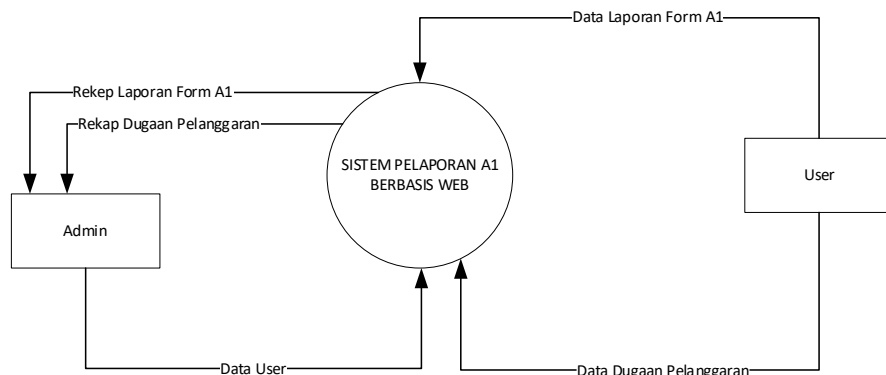 Data Laporan Form A1
Rekep Laporan Form A1
Rekap Dugaan Pelanggaran
SISTEM PELAPORAN A1
BERBASIS WEB
User
Admin
Data User
Data Dugaan Pelanggaran